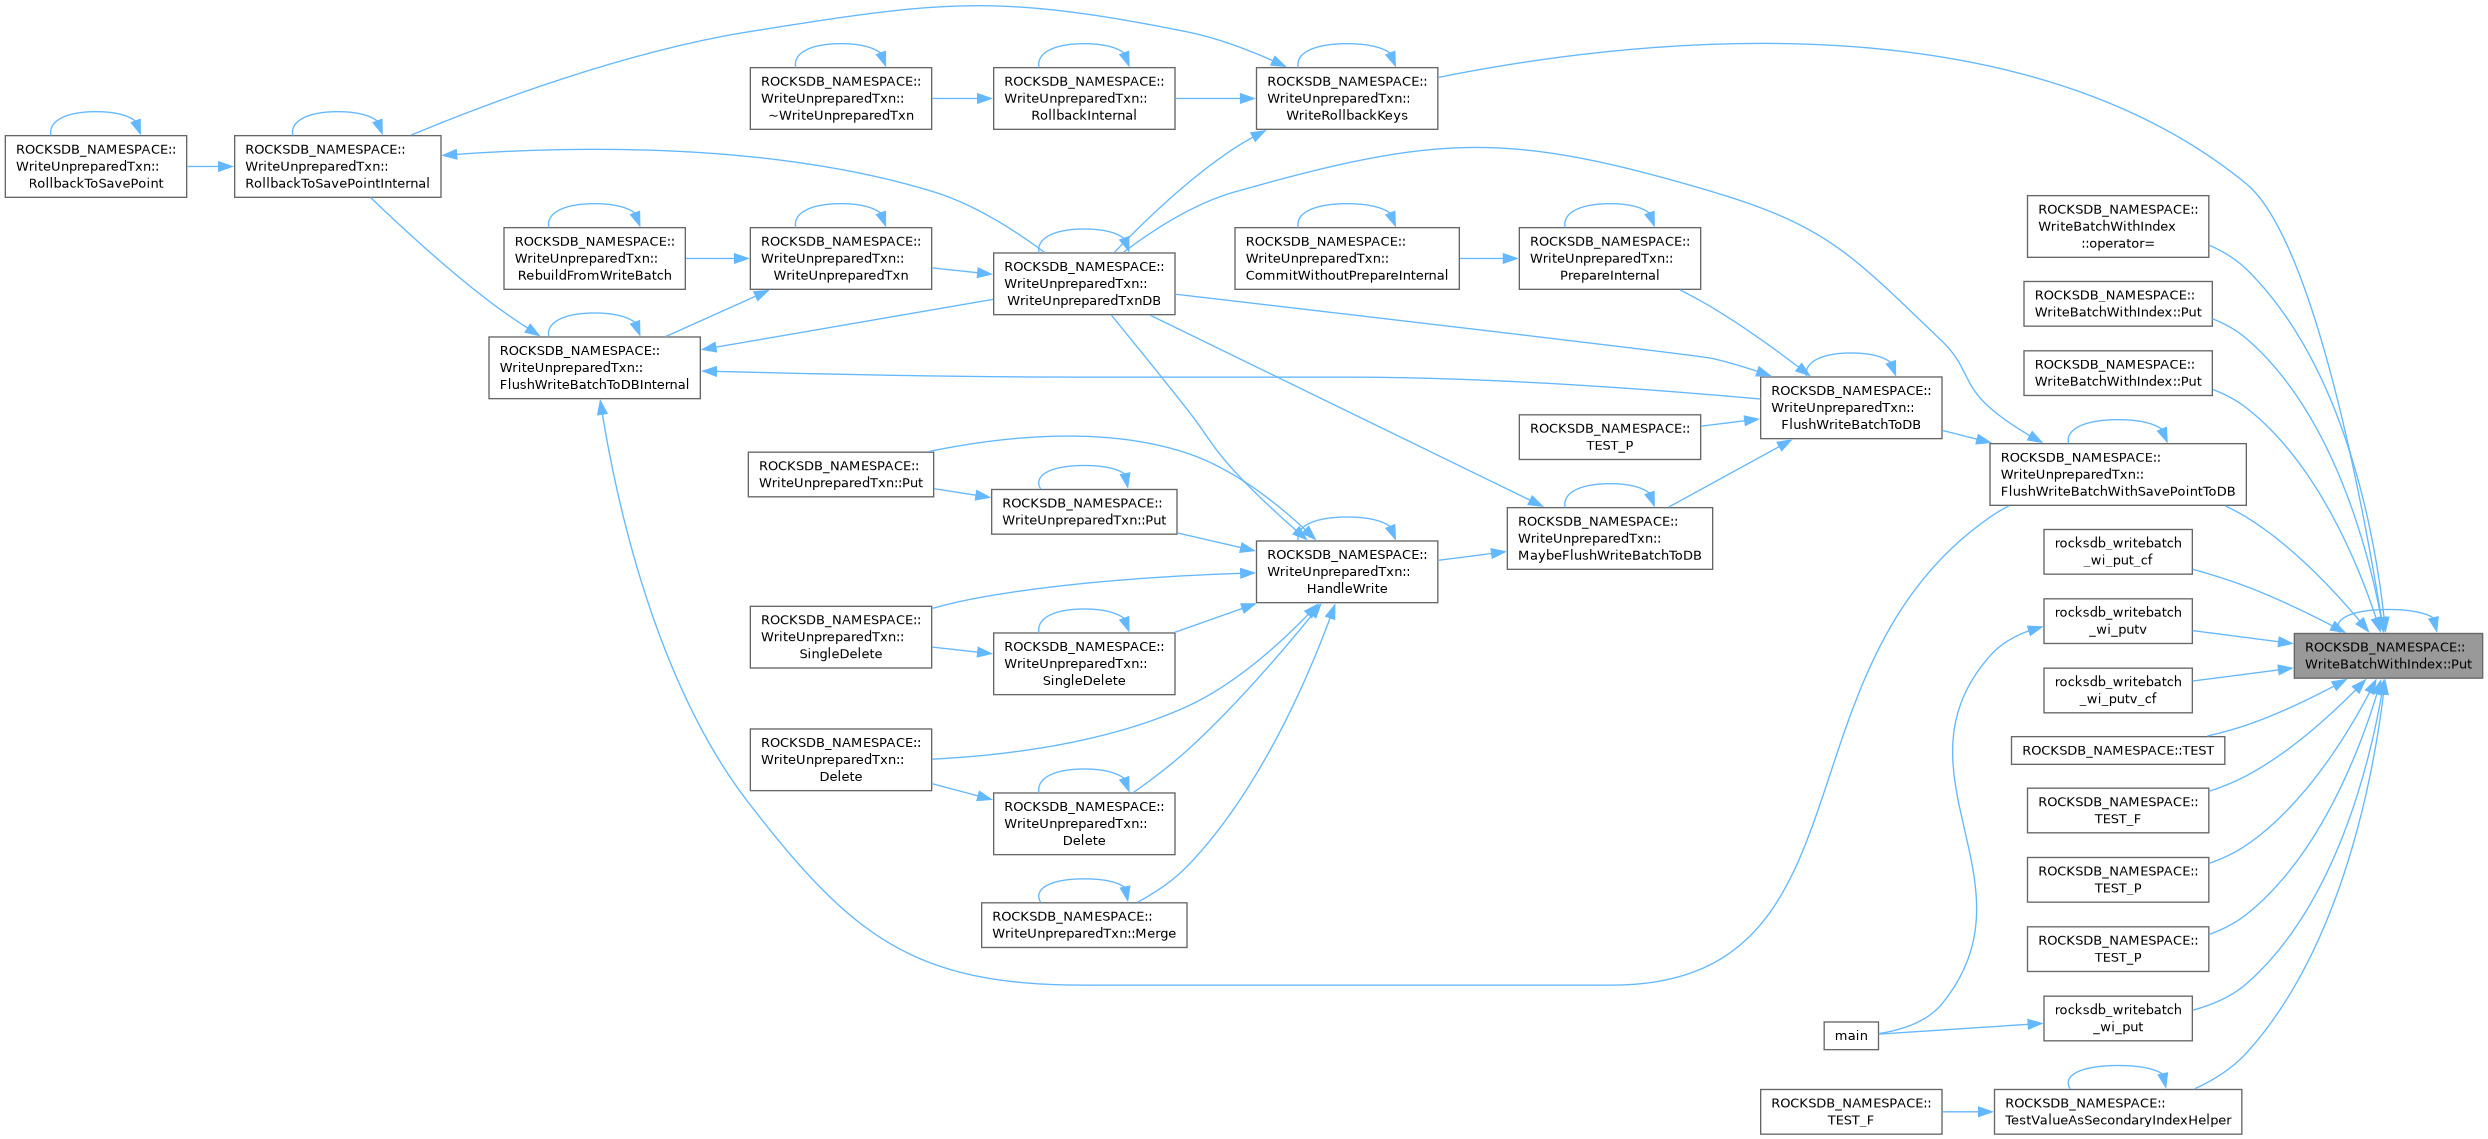 ROCKSDB_NAMESPACE::
WriteUnpreparedTxn::
RollbackToSavePoint
ROCKSDB_NAMESPACE::
WriteUnpreparedTxn::
RollbackToSavePointInternal
ROCKSDB_NAMESPACE::
WriteUnpreparedTxn::
RebuildFromWriteBatch
ROCKSDB_NAMESPACE::
WriteUnpreparedTxn::
FlushWriteBatchToDBInternal
ROCKSDB_NAMESPACE::
WriteUnpreparedTxn::
~WriteUnpreparedTxn
ROCKSDB_NAMESPACE::
WriteUnpreparedTxn::
WriteUnpreparedTxn
ROCKSDB_NAMESPACE::
WriteUnpreparedTxn::Put
ROCKSDB_NAMESPACE::
WriteUnpreparedTxn::
SingleDelete
ROCKSDB_NAMESPACE::
WriteUnpreparedTxn::
Delete
ROCKSDB_NAMESPACE::
WriteUnpreparedTxn::
RollbackInternal
ROCKSDB_NAMESPACE::
WriteUnpreparedTxn::
WriteUnpreparedTxnDB
ROCKSDB_NAMESPACE::
WriteUnpreparedTxn::Put
ROCKSDB_NAMESPACE::
WriteUnpreparedTxn::
SingleDelete
ROCKSDB_NAMESPACE::
WriteUnpreparedTxn::
Delete
ROCKSDB_NAMESPACE::
WriteUnpreparedTxn::Merge
ROCKSDB_NAMESPACE::
WriteUnpreparedTxn::
WriteRollbackKeys
ROCKSDB_NAMESPACE::
WriteUnpreparedTxn::
CommitWithoutPrepareInternal
ROCKSDB_NAMESPACE::
WriteUnpreparedTxn::
HandleWrite
ROCKSDB_NAMESPACE::
WriteUnpreparedTxn::
PrepareInternal
ROCKSDB_NAMESPACE::
TEST_P
ROCKSDB_NAMESPACE::
WriteUnpreparedTxn::
MaybeFlushWriteBatchToDB
ROCKSDB_NAMESPACE::
WriteUnpreparedTxn::
FlushWriteBatchToDB
main
ROCKSDB_NAMESPACE::
TEST_F
ROCKSDB_NAMESPACE::
WriteBatchWithIndex
::operator=
ROCKSDB_NAMESPACE::
WriteBatchWithIndex::Put
ROCKSDB_NAMESPACE::
WriteBatchWithIndex::Put
ROCKSDB_NAMESPACE::
WriteUnpreparedTxn::
FlushWriteBatchWithSavePointToDB
rocksdb_writebatch
_wi_put_cf
rocksdb_writebatch
_wi_putv
rocksdb_writebatch
_wi_putv_cf
ROCKSDB_NAMESPACE::TEST
ROCKSDB_NAMESPACE::
TEST_F
ROCKSDB_NAMESPACE::
TEST_P
ROCKSDB_NAMESPACE::
TEST_P
rocksdb_writebatch
_wi_put
ROCKSDB_NAMESPACE::
TestValueAsSecondaryIndexHelper
ROCKSDB_NAMESPACE::
WriteBatchWithIndex::Put